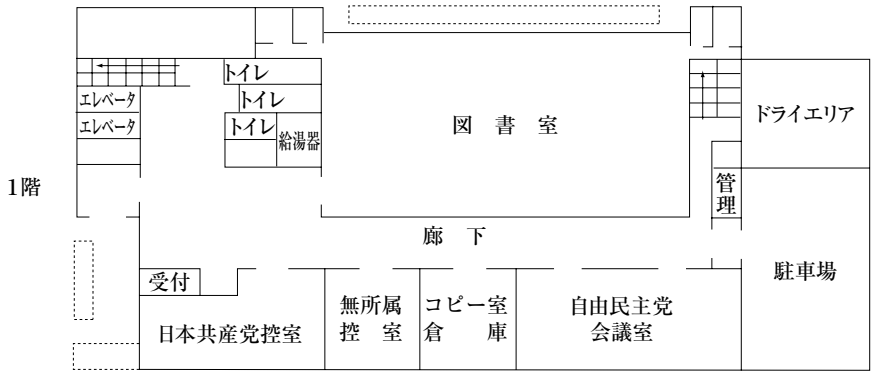 トイレ
エレベータ
トイレ
エレベータ
トイレ
給湯器
図 書 室
ドライエリア
1階
管
理
廊 下
受付
駐車場
日本共産党控室
無所属
控 室
コピー室
倉 庫
自由民主党
会議室